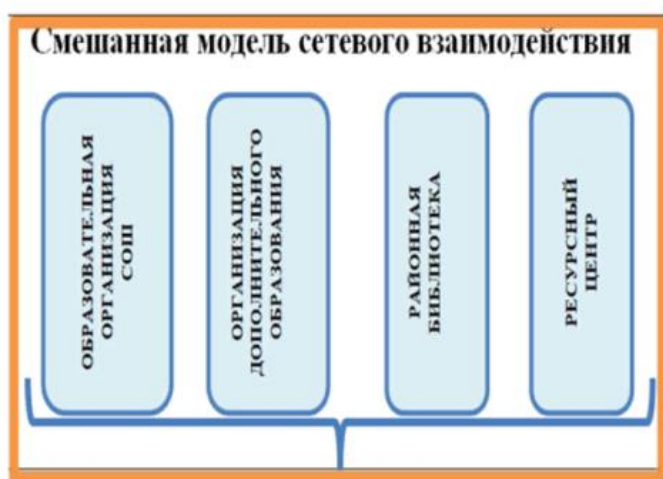 Смешанная модель сетевого взаимодействия
ОБРАЗОВАТЕЛЬНАЯ
ОРГАНИЗАЦИЯ
СОШ
ОРГАНИЗАЦИЯ
ДОПОЛНИТЕЛЬНОГО
ОБРАЗОВАНИЯ
РАЙОННАЯ
БИБЛИОТЕКА
РЕСУРСНЫЙ
ЦЕНТР